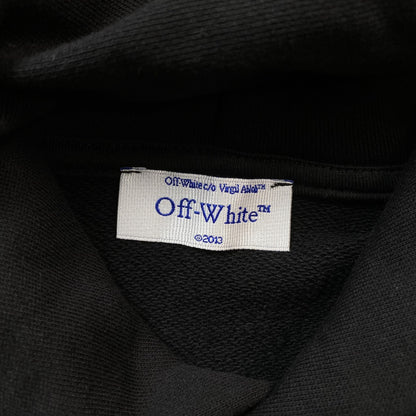 Off-White c/o Virgil Abloh™
Off-White™
©2013